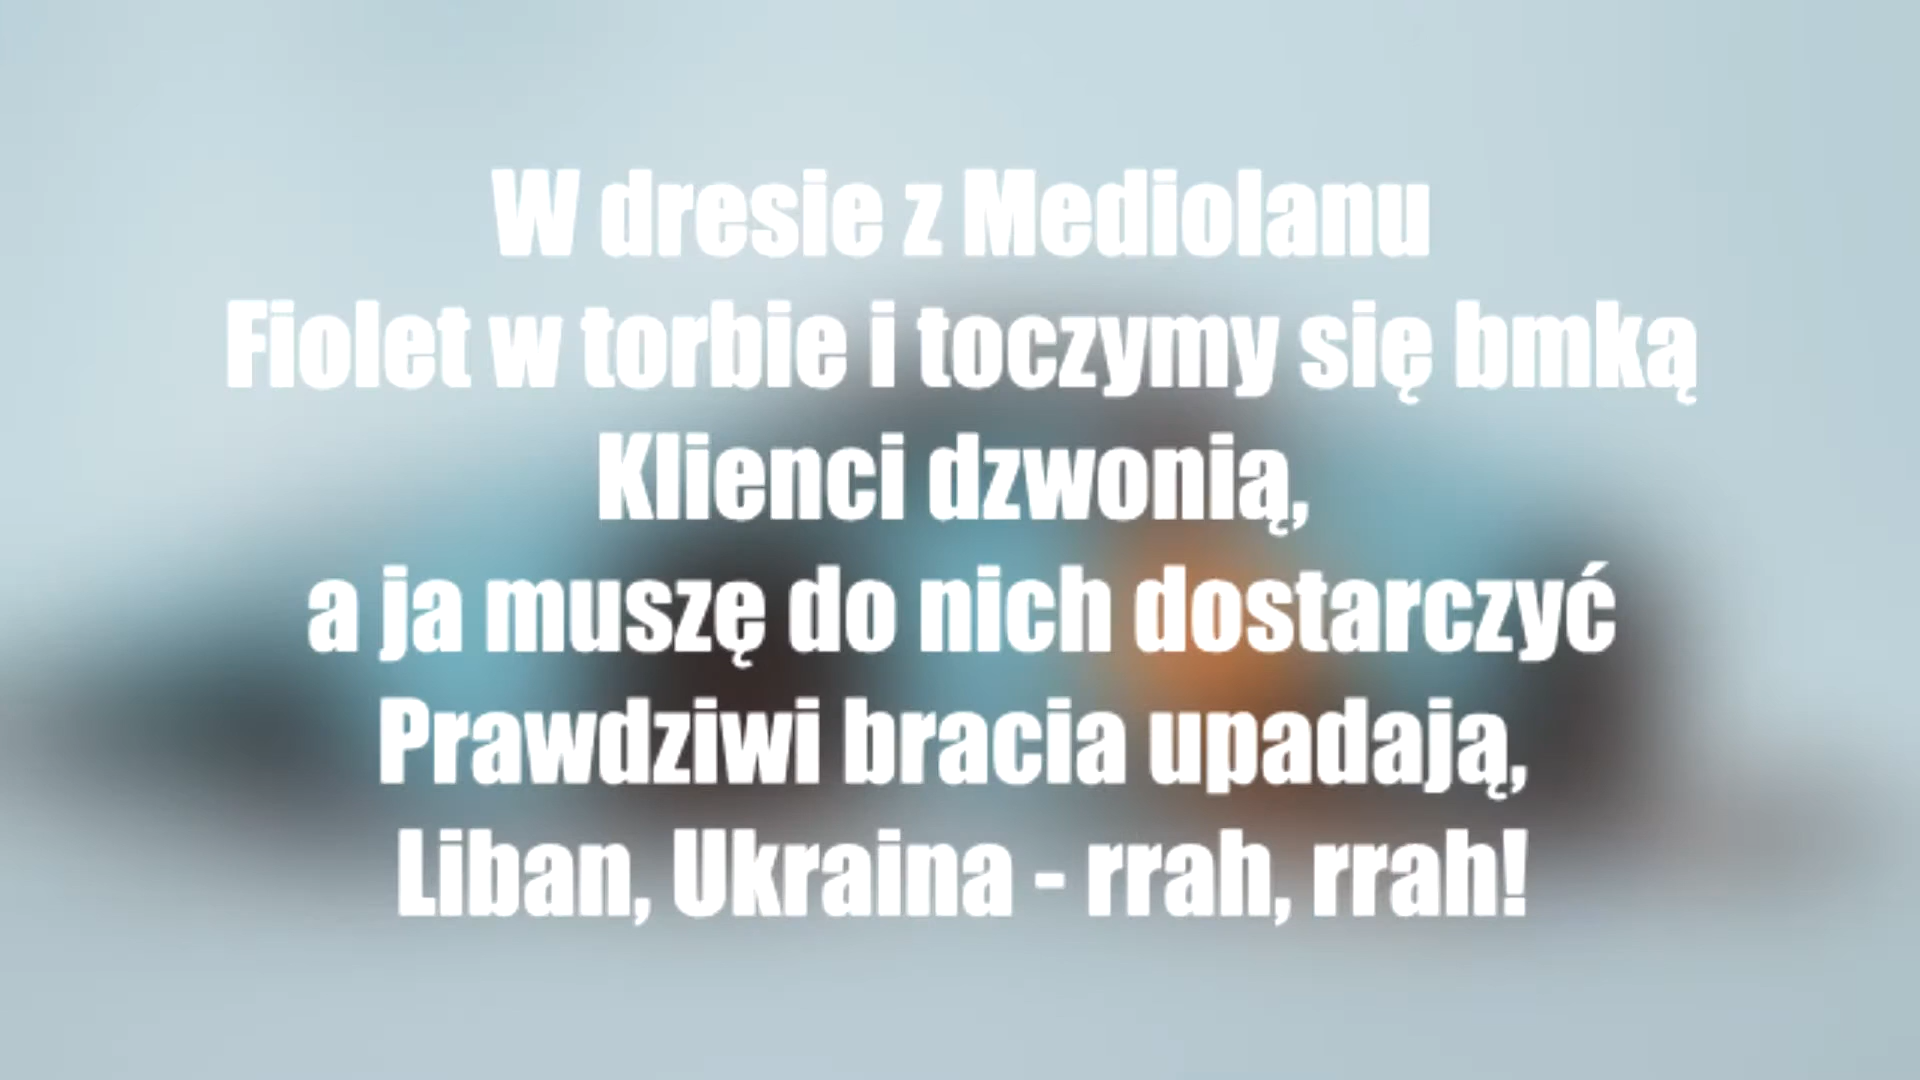 W dresie z Mediolanu
Fiolet w torbie i toczymy się bmką
Klienci dzwonią,
a ja muszę do nich dostarczyć
Prawdziwi bracia upadają,
Liban, Ukraina - rrah, rrah!